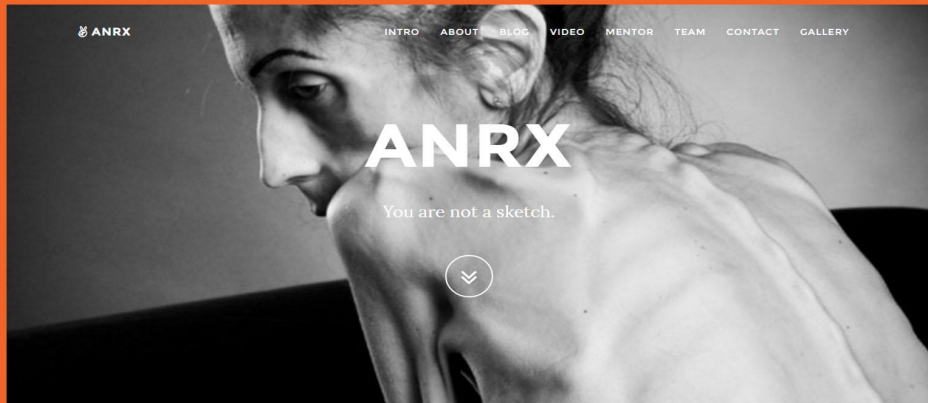 ANRX
INTRO ABOUT BLOG VIDEO MENTOR TEAM CONTACT GALLERY
ANRX
You are not a sketch.